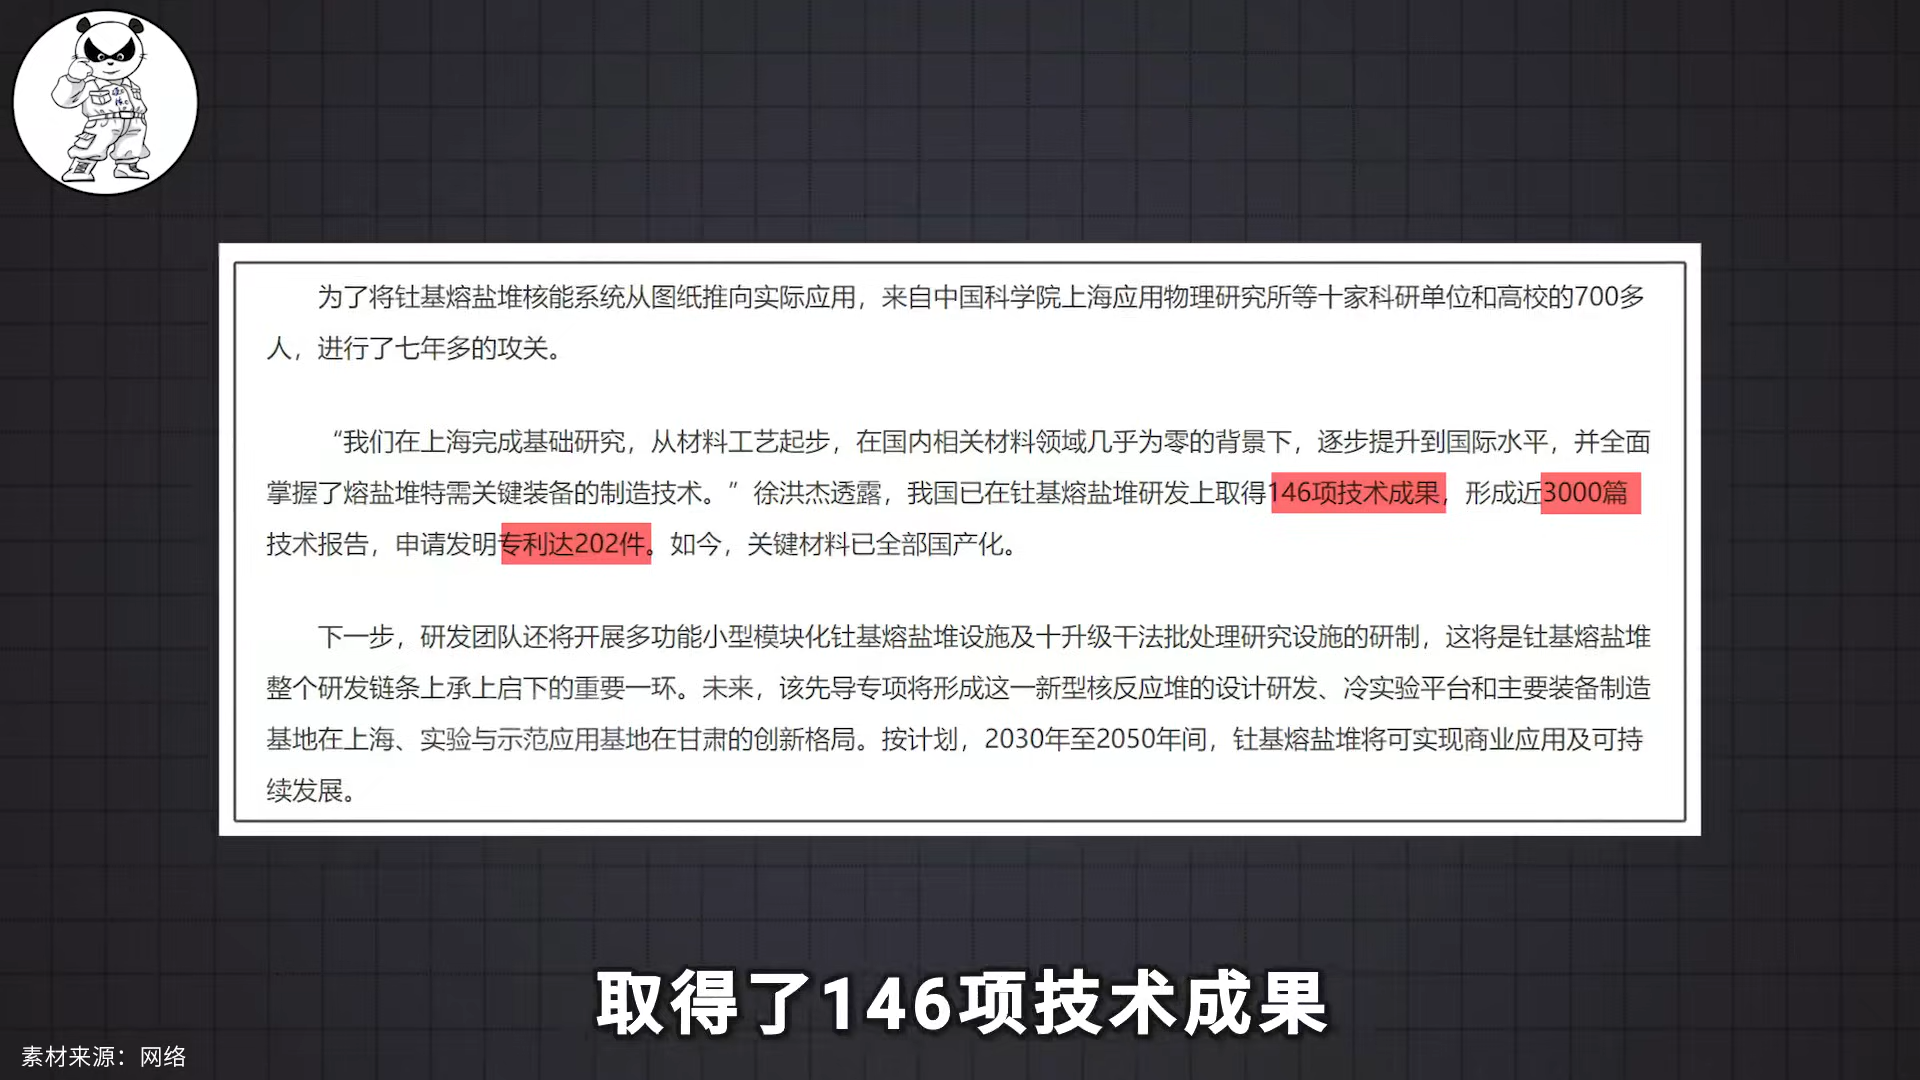 为了将钍基熔盐堆核能系统从图纸推向实际应用，来自中国科学院上海应用物理研究所等十家科研单位和高校的700多
人，进行了七年多的攻关。
“我们在上海完成基础研究，从材料工艺起步，在国内相关材料领域几乎为零的背景下，逐步提升到国际水平，并全面
掌握了熔盐堆特需关键装备的制造技术。”徐洪杰透露，我国已在钍基熔盐堆研发上取得146项技术成果，形成近3000篇
技术报告，申请发明专利达202件。如今，关键材料已全部国产化。
下一步，研发团队还将开展多功能小型模块化钍基熔盐堆设施及十升级干法批处理研究设施的研制，这将是钍基熔盐堆
整个研发链条上承上启下的重要一环。未来，该先导专项将形成这一新型核反应堆的设计研发、冷实验平台和主要装备制造
基地在上海、实验与示范应用基地在甘肃的创新格局。按计划，2030年至2050年间，钍基熔盐堆将可实现商业应用及可持
续发展。
取得了146项技术成果
素材来源：网络